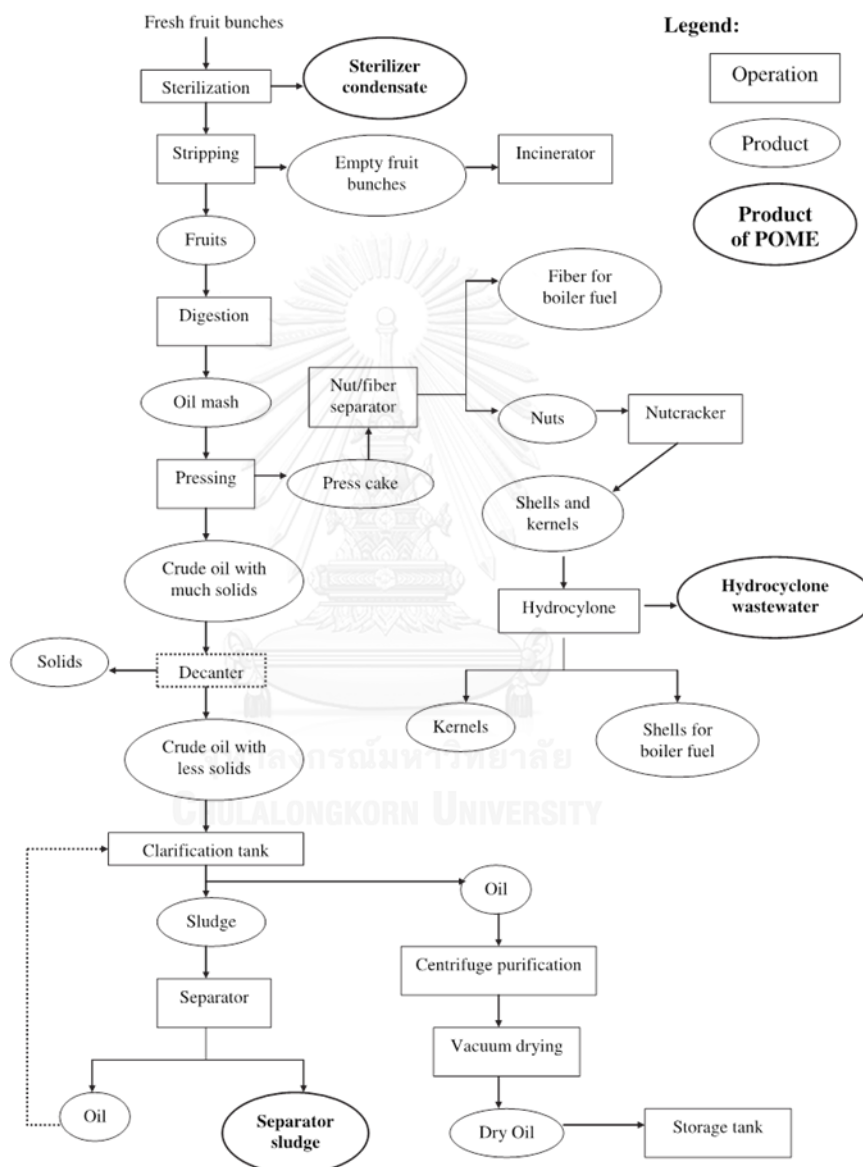 Fresh fruit bunches
Legend:
Sterilization
Sterilizer
condensate
Operation
Stripping
Empty fruit
bunches
Incinerator
Product
Fruits
Product
of POME
Digestion
Fiber for
boiler fuel
Oil mash
Nut/fiber
separator
Nuts
Nutcracker
Pressing
Press cake
Shells and
kernels
Crude oil with
much solids
Hydrocylone
Hydrocyclone
wastewater
Solids
Decanter
Kernels
Shells for
boiler fuel
Crude oil with
less solids
จุฬาลงกรณ์มหาวิทยาลัย
CHULALONGKORN UNIVERSITY
Clarification tank
Oil
Sludge
Centrifuge purification
Separator
Vacuum drying
Oil
Separator
sludge
Dry Oil
Storage tank